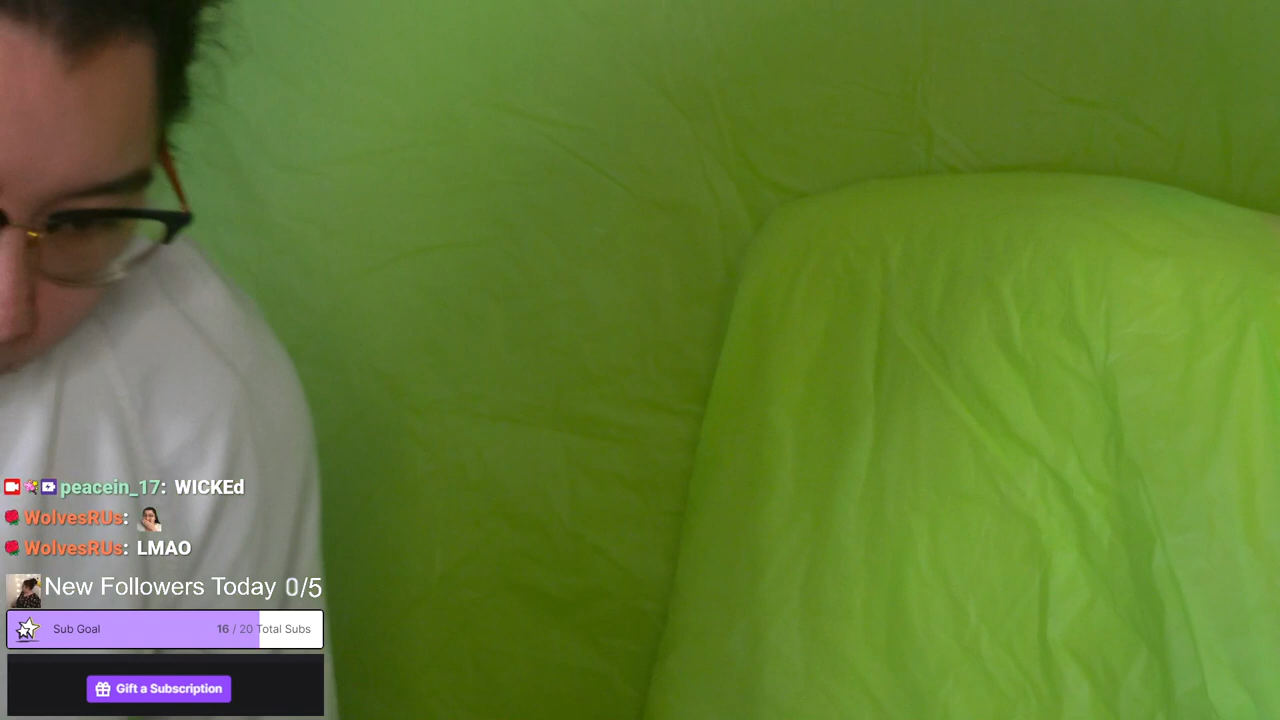 peacein_17: WICKEd
WolvesRUs:
WolvesRUs: LMAO
New Followers Today 0/5
Sub Goal 16 / 20 Total Subs
Gift a Subscription